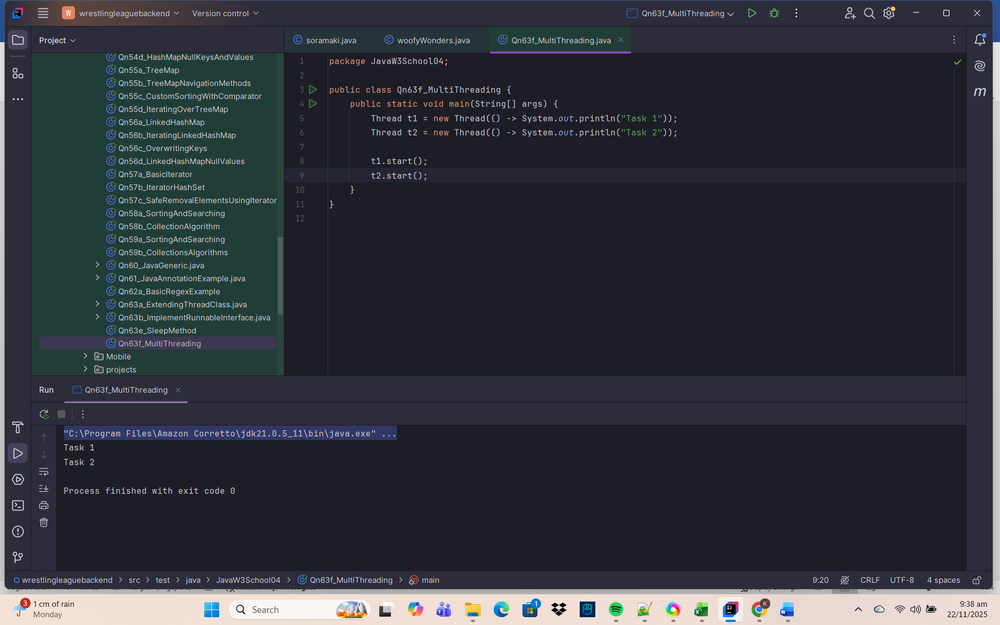 W wrestlingleaguebackend Version control Qn63f_MultiThreading
Project
soramaki.java woofyWonders.java Qn63f_MultiThreading.java
Qn54d_HashMapNullKeysAndValues
Qn55a_TreeMap
Qn55b_TreeMapNavigationMethods
Qn55c_CustomSortingWithComparator
Qn55d_IteratingOverTreeMap
Qn56a_LinkedHashMap
Qn56b_IteratingLinkedHashMap
Qn56c_OverwritingKeys
Qn56d_LinkedHashMapNullValues
Qn57a_BasicIterator
Qn57b_IteratorHashSet
Qn57c_SafeRemovalElementsUsingIterator
Qn58a_SortingAndSearching
Qn58b_CollectionAlgorithm
Qn59a_SortingAndSearching
Qn59b_CollectionsAlgorithms
Qn60_JavaGeneric.java
Qn61_JavaAnnotationExample.java
Qn62a_BasicRegexExample
Qn63a_ExtendingThreadClass.java
Qn63b_ImplementRunnableInterface.java
Qn63e_SleepMethod
Qn63f_MultiThreading
Mobile
projects
1 package JavaW3School04;
2
3 public class Qn63f_MultiThreading {
4 public static void main(String[] args) {
5 Thread t1 = new Thread(() -> System.out.println("Task 1"));
6 Thread t2 = new Thread(() -> System.out.println("Task 2"));
7
8 t1.start();
9 t2.start();
10 }
11 }
12
m
Run Qn63f_MultiThreading
"C:\Program Files\Amazon Corretto\jdk21.0.5_11\bin\java.exe" ...
Task 1
Task 2
Process finished with exit code 0
wrestlingleaguebackend > src > test > java > JavaW3School04 > Qn63f_MultiThreading > main
9:20 CRLF UTF-8 4 spaces
3 1 cm of rain
Monday
Search
1
K
9:38 am
22/11/2025